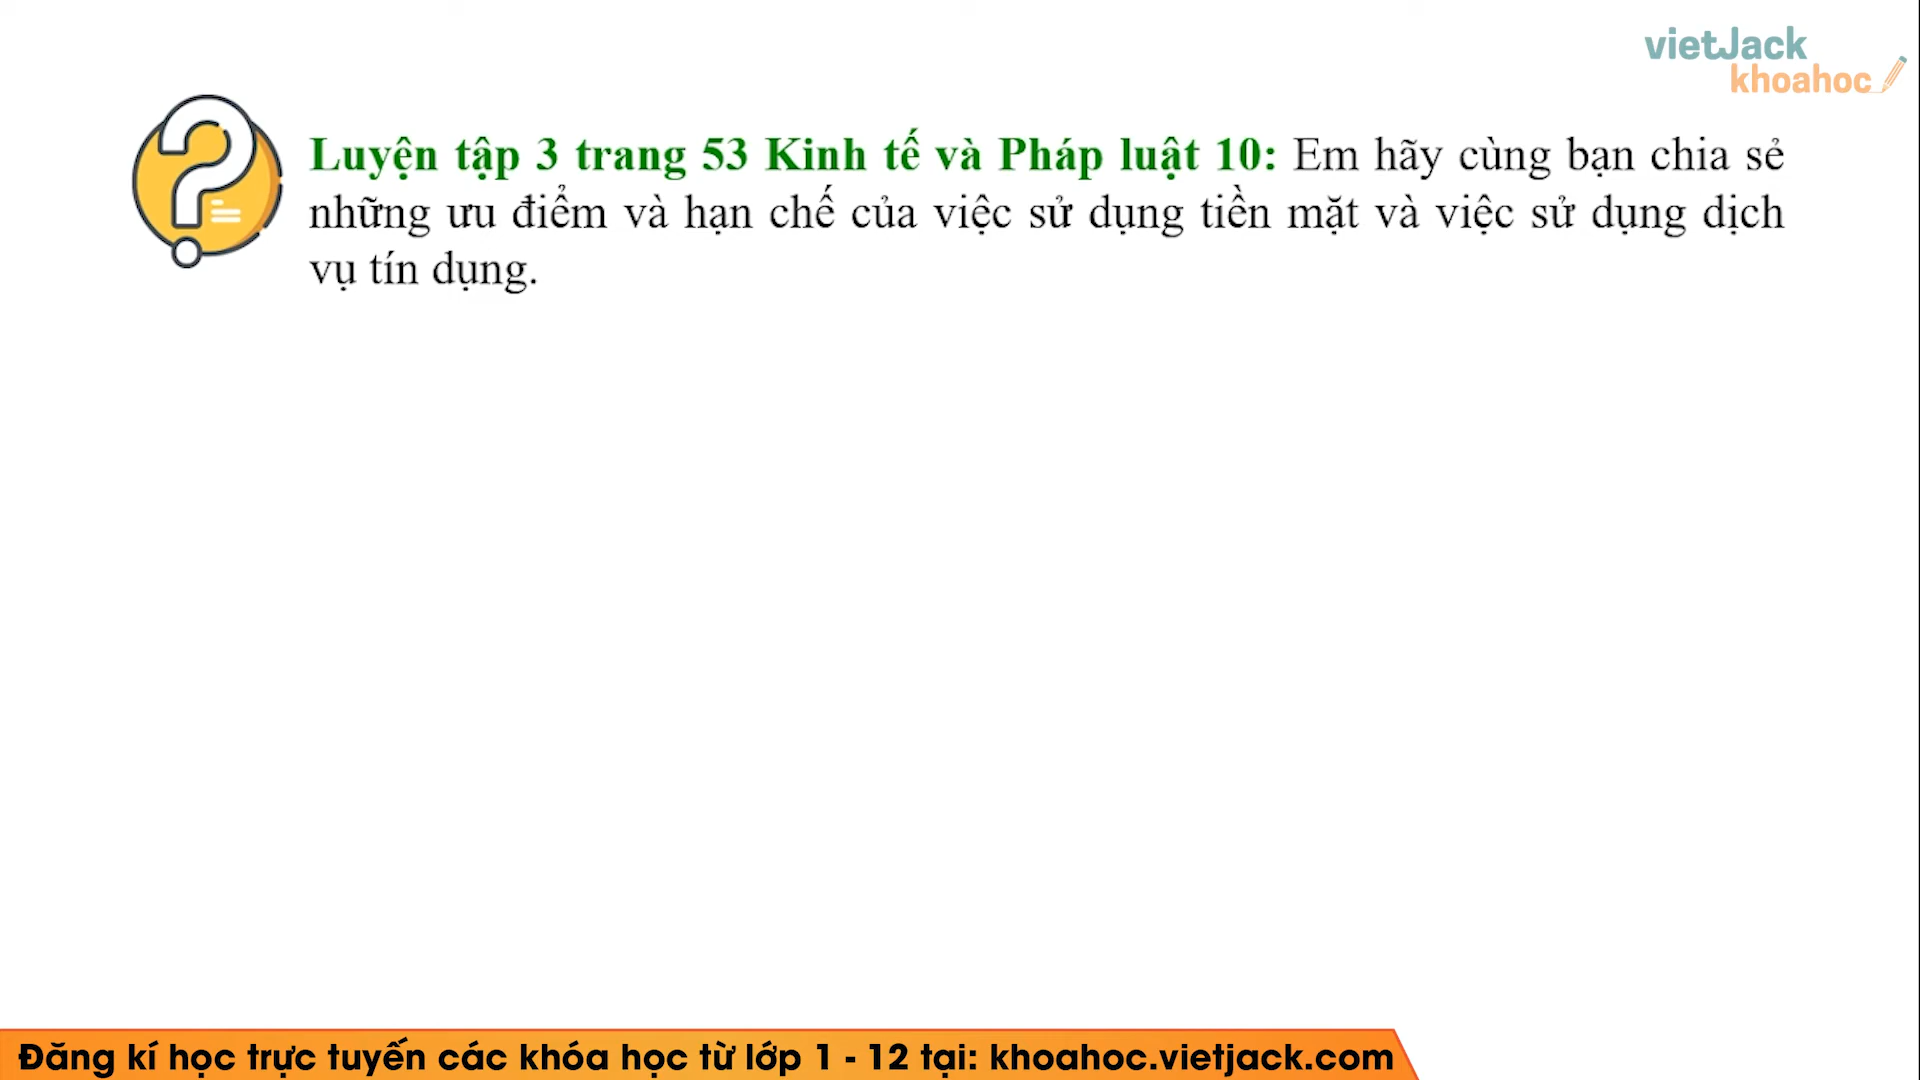 vietJack
khoahoc
Luyện tập 3 trang 53 Kinh tế và Pháp luật 10: Em hãy cùng bạn chia sẻ
những ưu điểm và hạn chế của việc sử dụng tiền mặt và việc sử dụng dịch
vụ tín dụng.
Đăng kí học trực tuyến các khóa học từ lớp 1 - 12 tại: khoahoc.vietjack.com